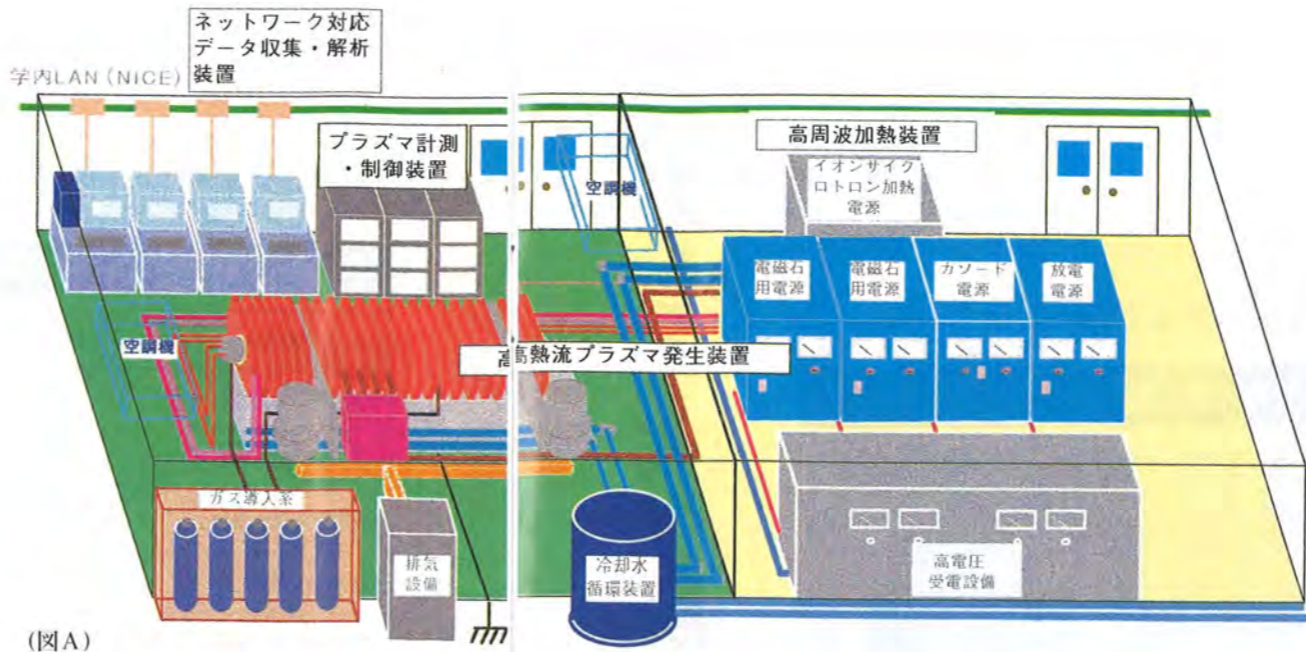 ネットワーク対応
データ収集・解析
装置
学内LAN (NICE)
プラズマ計測
・制御装置
空調機
高周波加熱装置
イオンサイク
ロトロン加熱
電源
電磁石
用電源
電磁石
用電源
カソード
電源
放電
電源
空調機
高熱流プラズマ発生装置
ガス導入系
排気
設備
冷却水
循環装置
高電圧
受電設備
(図A)